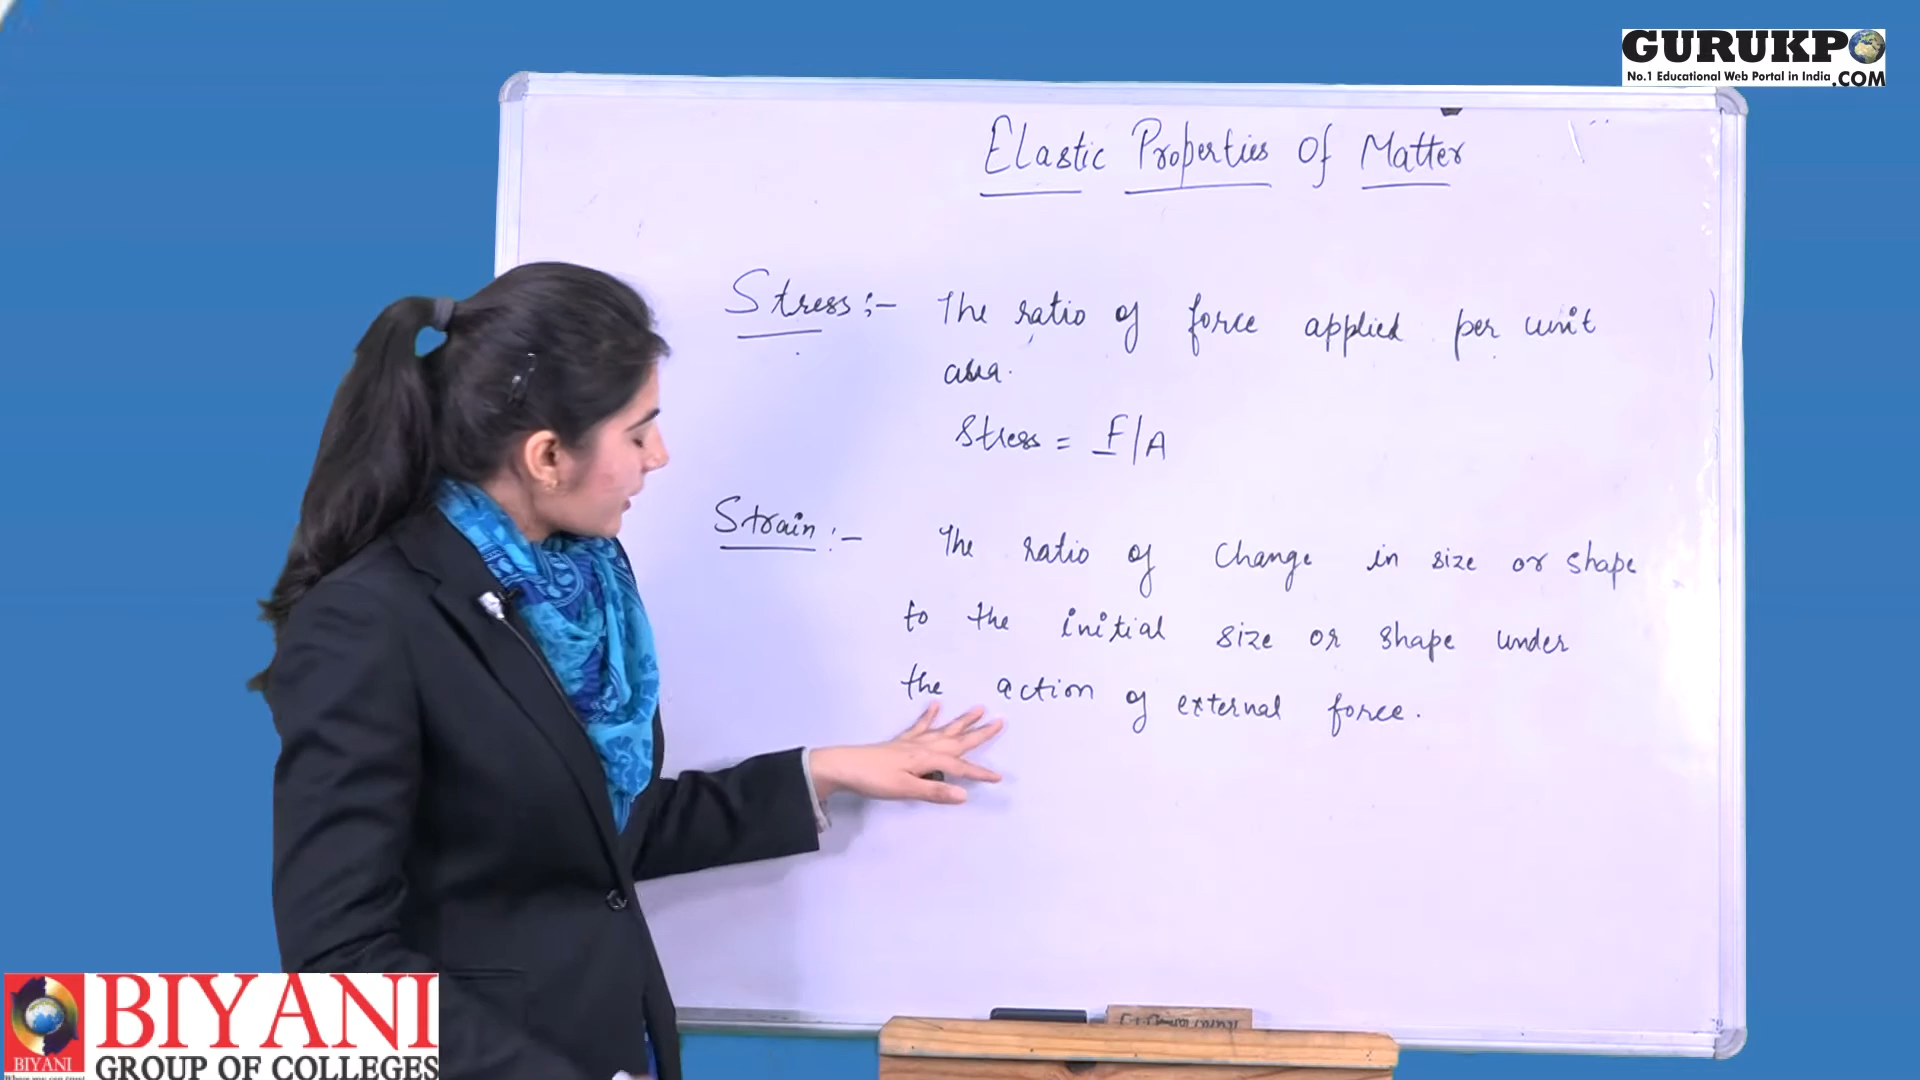 GURUKPO
No.1 Educational Web Portal in India .COM
Elastic Properties Of Matter
Stress :- The ratio of force applied per unit
area.
Stress = F/A
Strain :- The ratio of change in size or shape
to the initial size or shape under
the action of external force.
BIYANI
GROUP OF COLLEGES
BIYANI